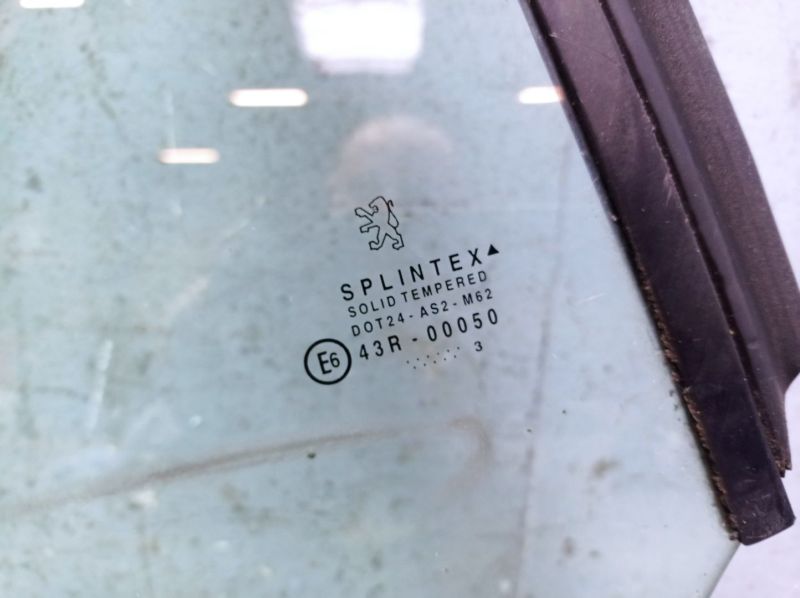 SPLINTEX
SOLID TEMPERED
DOT24-AS2-M62
E6 43R-00050
3